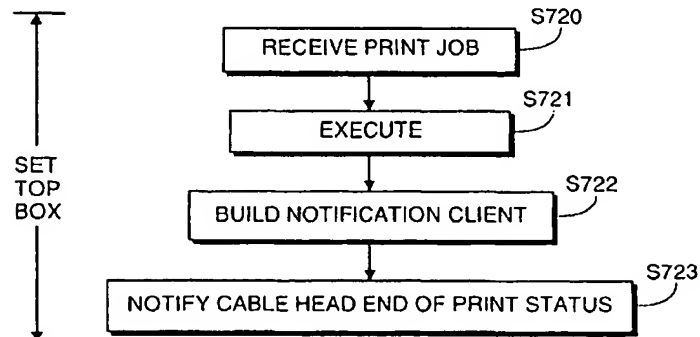 S720
RECEIVE PRINT JOB
S721
EXECUTE
SET
TOP
BOX
S722
BUILD NOTIFICATION CLIENT
S723
NOTIFY CABLE HEAD END OF PRINT STATUS